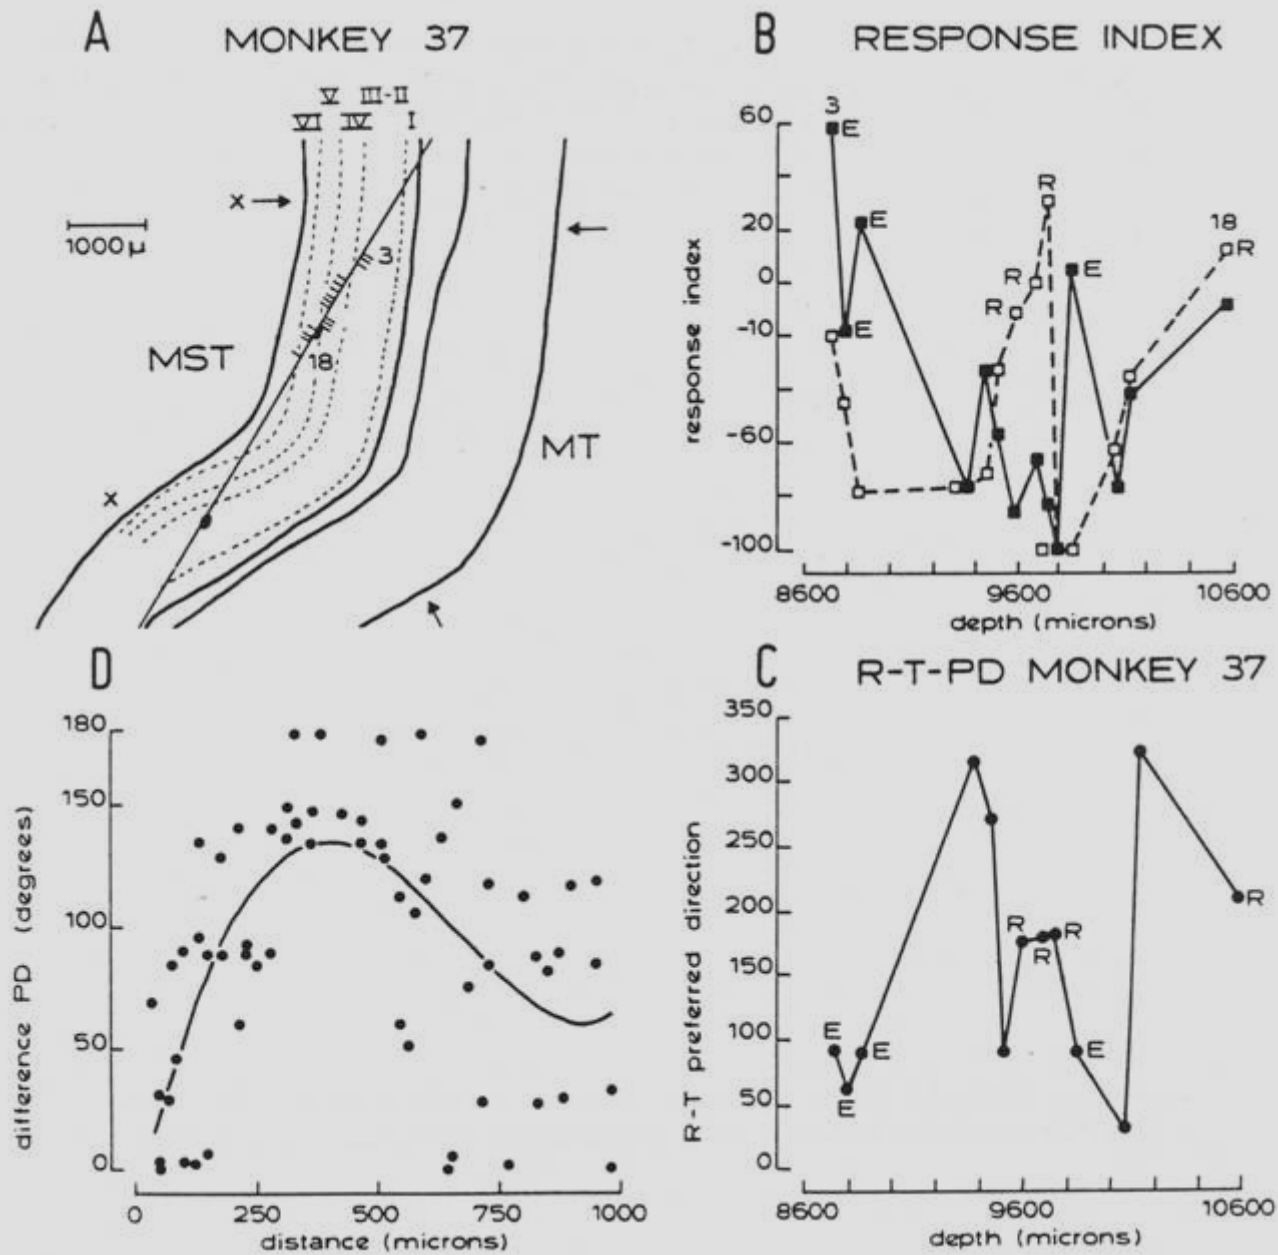 A MONKEY 37
V III-II
VI IV I
X
1000 μ
3
18
MST
MT
X
B RESPONSE INDEX
response index
60
20
0
-10
-60
-100
3
E
E
E
R
R
R
E
18
R
8600 9600 10600
depth (microns)
D
difference PD (degrees)
180
150
100
50
0
0 250 500 750 1000
distance (microns)
C R-T-PD MONKEY 37
R-T preferred direction
350
300
250
200
150
100
50
0
E
E
E
R
R
R
E
R
8600 9600 10600
depth (microns)